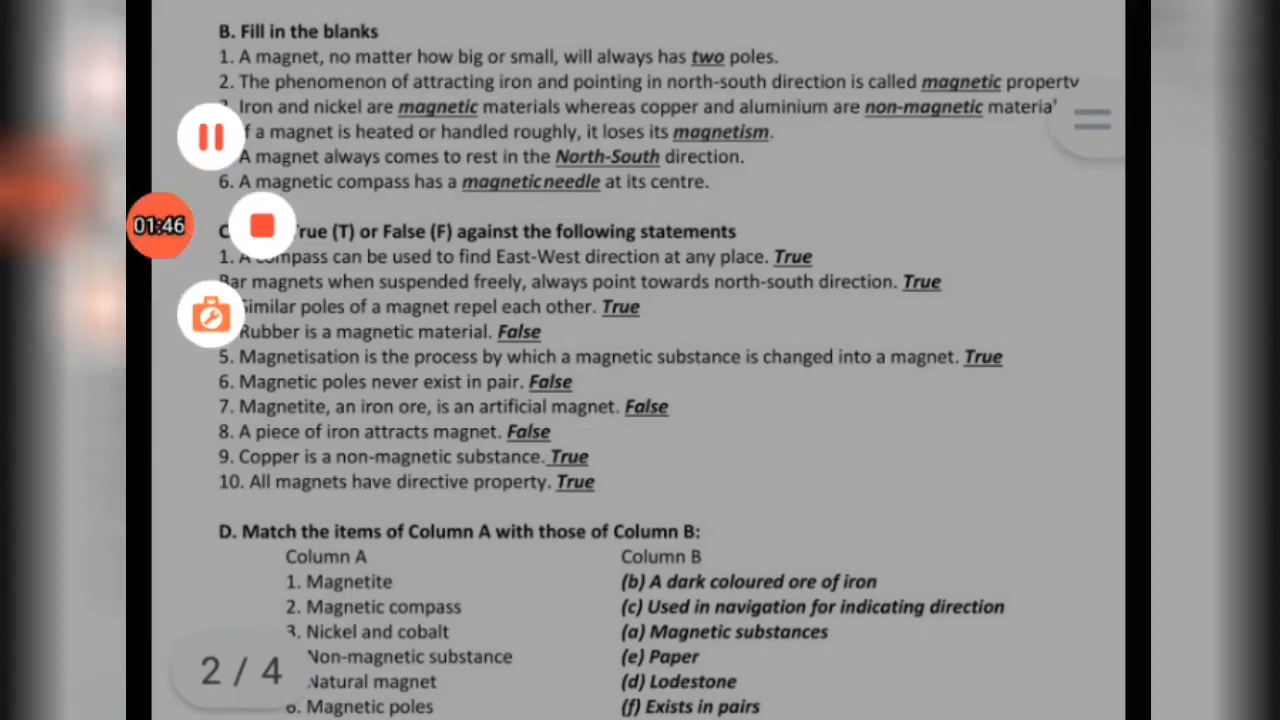 B. Fill in the blanks
1. A magnet, no matter how big or small, will always has two poles.
2. The phenomenon of attracting iron and pointing in north-south direction is called magnetic
Iron and nickel are magnetic materials whereas copper and aluminium are non-magnetic
a magnet is heated or handled roughly, it loses its magnetism.
A magnet always comes to rest in the North-South direction.
6. A magnetic compass has a magnetic needle at its centre.
01:46
(T) or False (F) against the following statements
1. A compass can be used to find East-West direction at any place. True
Bar magnets when suspended freely, always point towards north-south direction. True
Similar poles of a magnet repel each other. True
Rubber is a magnetic material. False
5. Magnetisation is the process by which a magnetic substance is changed into a magnet. True
6. Magnetic poles never exist in pair. False
7. Magnetite, an iron ore, is an artificial magnet. False
8. A piece of iron attracts magnet. False
9. Copper is a non-magnetic substance. True
10. All magnets have directive property. True
D. Match the items of Column A with those of Column B:
Column A Column B
1. Magnetite (b) A dark coloured ore of iron
2. Magnetic compass (c) Used in navigation for indicating direction
3. Nickel and cobalt (a) Magnetic substances
Non-magnetic substance (e) Paper
Natural magnet (d) Lodestone
6. Magnetic poles (f) Exists in pairs
2 / 4